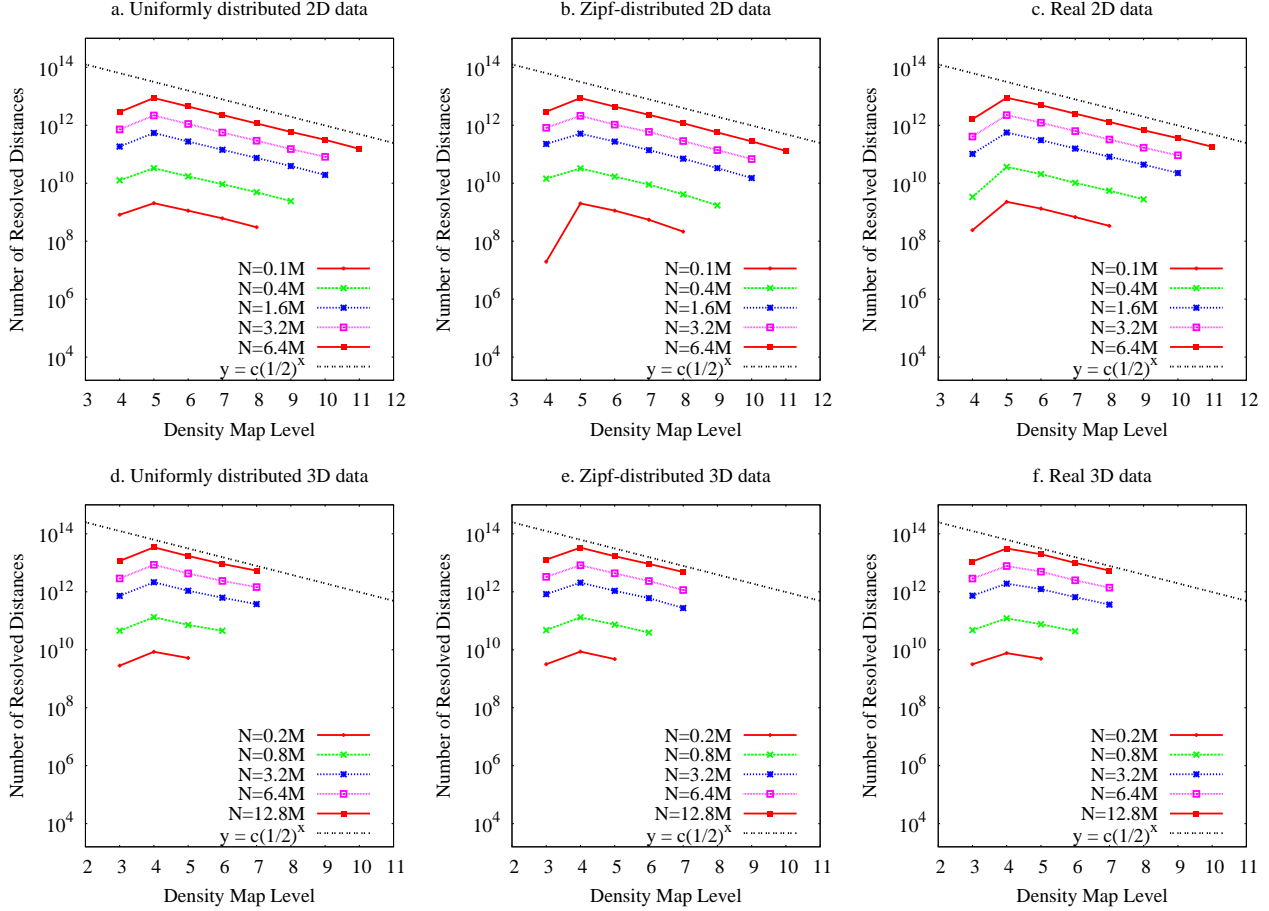 a. Uniformly distributed 2D data
Number of Resolved Distances
10^14
10^12
10^10
10^8
10^6
10^4
N=0.1M
N=0.4M
N=1.6M
N=3.2M
N=6.4M
y = c(1/2)^x
3 4 5 6 7 8 9 10 11 12
Density Map Level
b. Zipf-distributed 2D data
Number of Resolved Distances
10^14
10^12
10^10
10^8
10^6
10^4
N=0.1M
N=0.4M
N=1.6M
N=3.2M
N=6.4M
y = c(1/2)^x
3 4 5 6 7 8 9 10 11 12
Density Map Level
c. Real 2D data
Number of Resolved Distances
10^14
10^12
10^10
10^8
10^6
10^4
N=0.1M
N=0.4M
N=1.6M
N=3.2M
N=6.4M
y = c(1/2)^x
3 4 5 6 7 8 9 10 11 12
Density Map Level
d. Uniformly distributed 3D data
Number of Resolved Distances
10^14
10^12
10^10
10^8
10^6
10^4
N=0.2M
N=0.8M
N=3.2M
N=6.4M
N=12.8M
y = c(1/2)^x
2 3 4 5 6 7 8 9 10 11
Density Map Level
e. Zipf-distributed 3D data
Number of Resolved Distances
10^14
10^12
10^10
10^8
10^6
10^4
N=0.2M
N=0.8M
N=3.2M
N=6.4M
N=12.8M
y = c(1/2)^x
2 3 4 5 6 7 8 9 10 11
Density Map Level
f. Real 3D data
Number of Resolved Distances
10^14
10^12
10^10
10^8
10^6
10^4
N=0.2M
N=0.8M
N=3.2M
N=6.4M
N=12.8M
y = c(1/2)^x
2 3 4 5 6 7 8 9 10 11
Density Map Level